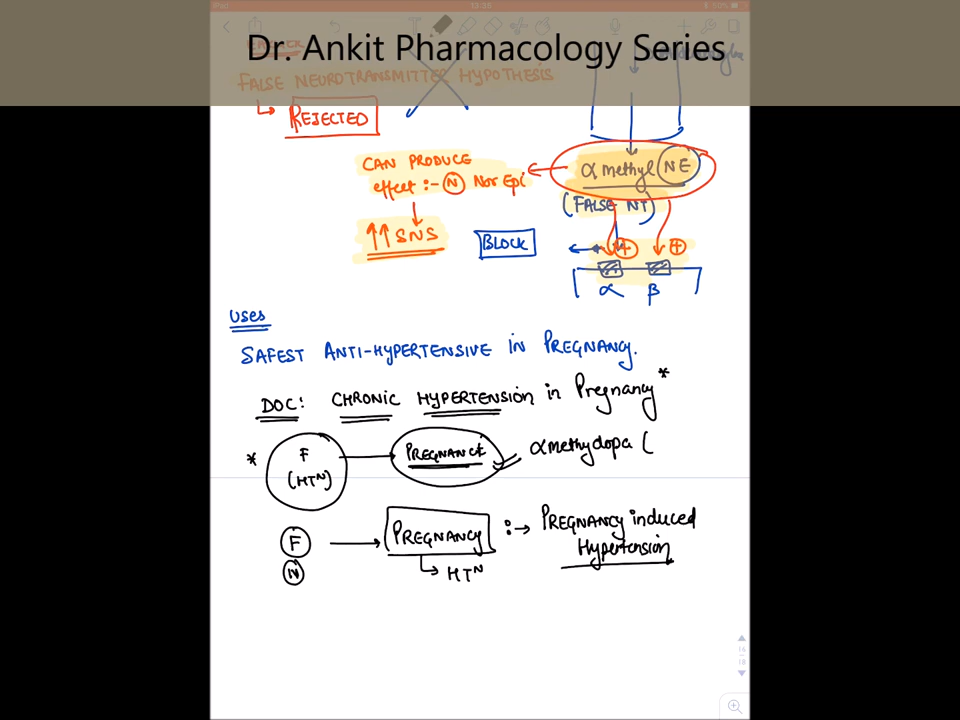 Dr. Ankit Pharmacology Series
FALSE NEUROTRANSMITTER HYPOTHESIS
REJECTED
CAN PRODUCE
effect :- N Nor Epi
↑↑ SNS
BLOCK
α methyl NE
(FALSE NT)
+ +
α β
USES
SAFEST ANTI-HYPERTENSIVE in PREGNANCY.
DOC: CHRONIC HYPERTENSION in Pregnancy*
* F
(HTN)
PREGNANCY
αmethydopa (
F
N
PREGNANCY
HTN
:→ PREGNANCY induced
Hypertension
16
18